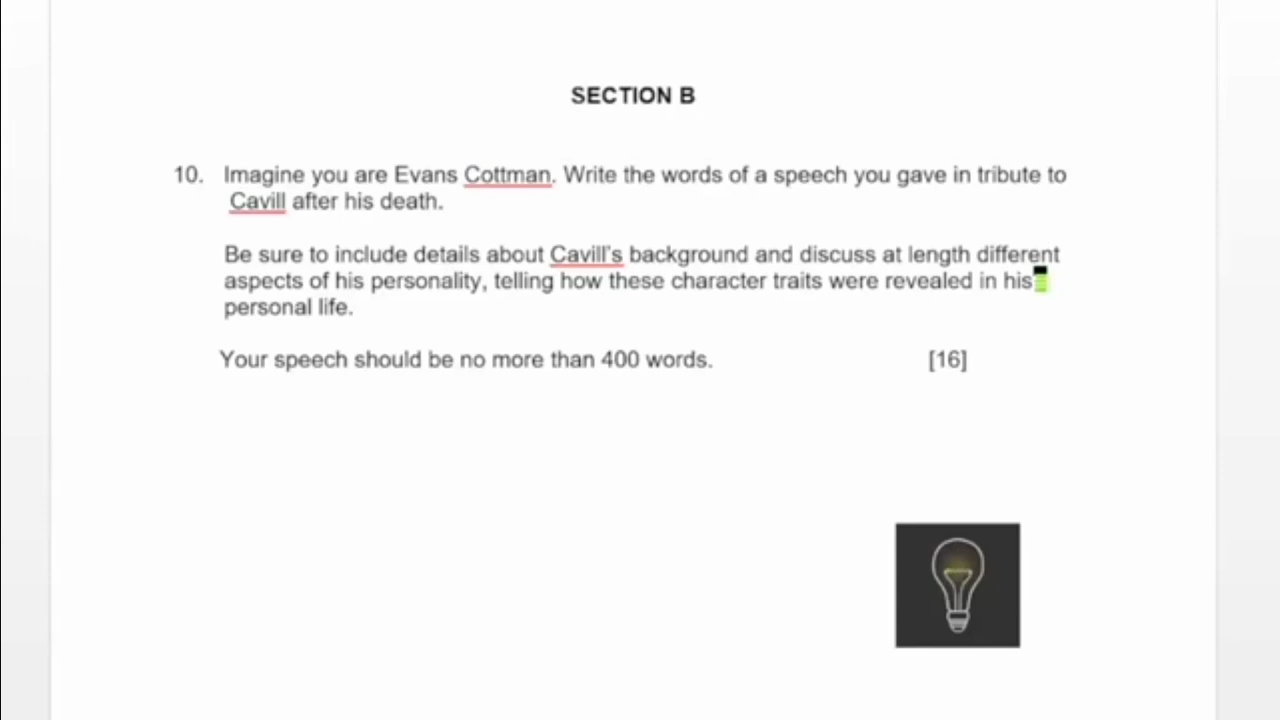 SECTION B
10. Imagine you are Evans Cottman. Write the words of a speech you gave in tribute to
Cavill after his death.
Be sure to include details about Cavill's background and discuss at length different
aspects of his personality, telling how these character traits were revealed in his
personal life.
Your speech should be no more than 400 words. [16]